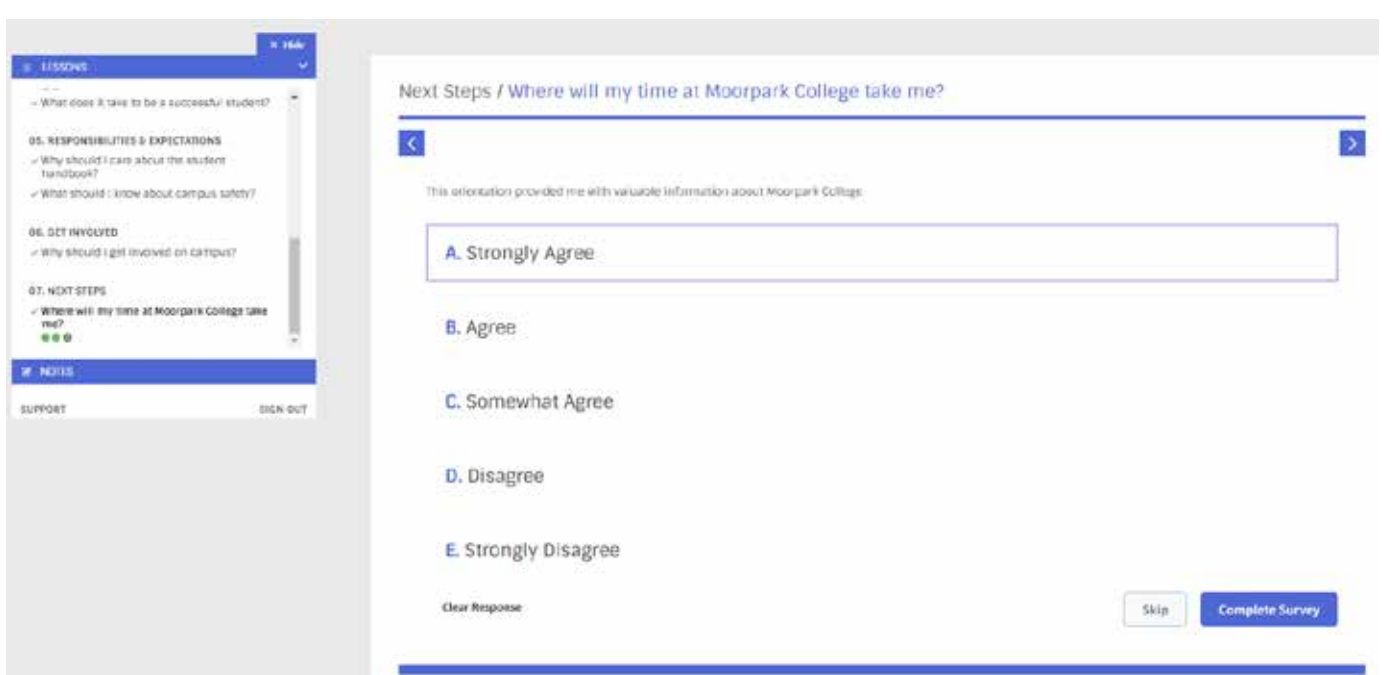 × Hide
LESSONS
What does it take to be a successful student?
05. RESPONSIBILITIES & EXPECTATIONS
Why should I care about the student
handbook?
What should I know about campus safety?
06. GET INVOLVED
Why should I get involved on campus?
07. NEXT STEPS
Where will my time at Moorpark College take
me?
NOTES
SUPPORT
SIGN OUT
Next Steps / Where will my time at Moorpark College take me?
This orientation provided me with valuable information about Moorpark College
A. Strongly Agree
B. Agree
C. Somewhat Agree
D. Disagree
E. Strongly Disagree
Clear Response
Skip
Complete Survey